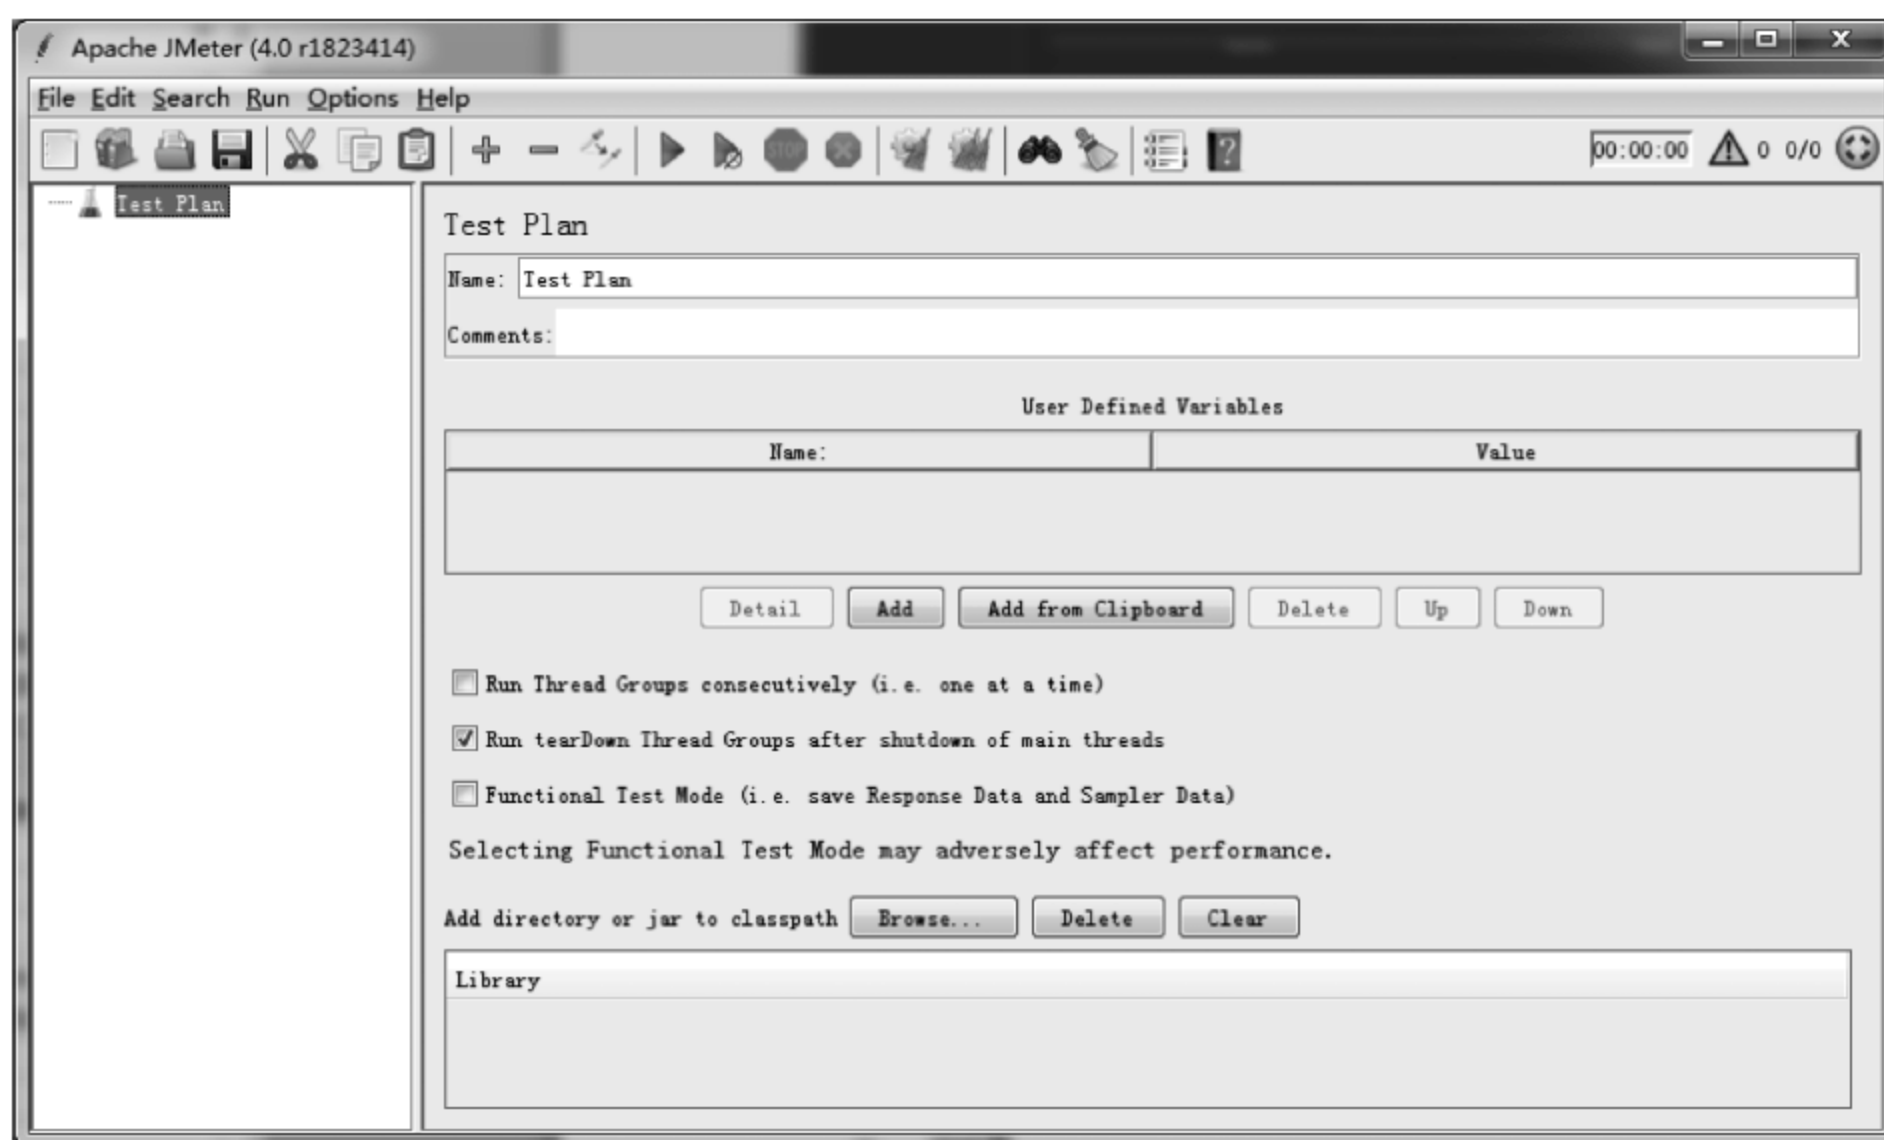 Apache JMeter (4.0 r1823414)
File Edit Search Run Options Help
STOP
00:00:00 0 0/0
Test Plan
Test Plan
Name: Test Plan
Comments:
User Defined Variables
Name: Value
Detail Add Add from Clipboard Delete Up Down
Run Thread Groups consecutively (i.e. one at a time)
Run tearDown Thread Groups after shutdown of main threads
Functional Test Mode (i.e. save Response Data and Sampler Data)
Selecting Functional Test Mode may adversely affect performance.
Add directory or jar to classpath Browse... Delete Clear
Library